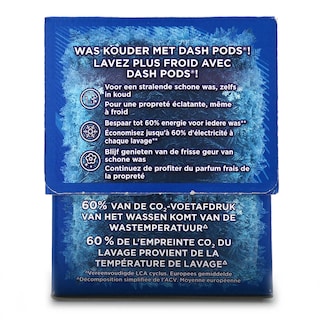 WAS KOUDER MET DASH PODS®!
LAVEZ PLUS FROID AVEC
DASH PODS®!
Voor een stralende schone was, zelfs
in koud
Pour une propreté éclatante, même
à froid
Bespaar tot 60% energie voor iedere was**
Économisez jusqu'à 60% d'électricité à
chaque lavage**
Blijf genieten van de frisse geur van
schone was
Continuez de profiter du parfum frais de
la propreté
60% VAN DE CO₂-VOETAFDRUK
VAN HET WASSEN KOMT VAN DE
WASTEMPERATUUR△
60 % DE L'EMPREINTE CO₂ DU
LAVAGE PROVIENT DE LA
TEMPÉRATURE DE LAVAGE△
△Vereenvoudigde LCA cyclus. Europees gemiddelde
△Décomposition simplifiée de l'ACV. Moyenne européenne